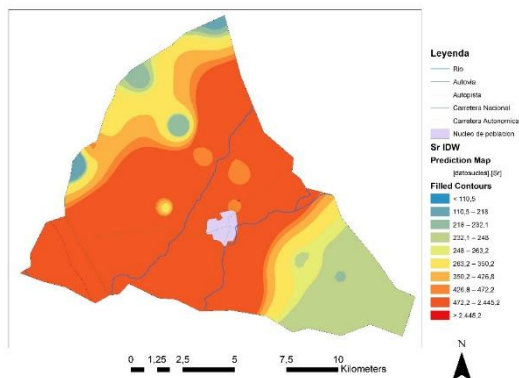 Leyenda
Río
Autovía
Autopista
Carretera Nacional
Carretera Autonomica
Nucleo de poblacion
Sr IDW
Prediction Map
[datosuelos].[Sr]
Filled Contours
< 110,5
110,5 – 218
218 – 232,1
232,1 – 248
248 – 263,2
263,2 – 350,2
350,2 – 426,8
426,8 – 472,2
472,2 – 2.445,2
> 2.445,2
N
0 1,25 2,5 5 7,5 10
Kilometers